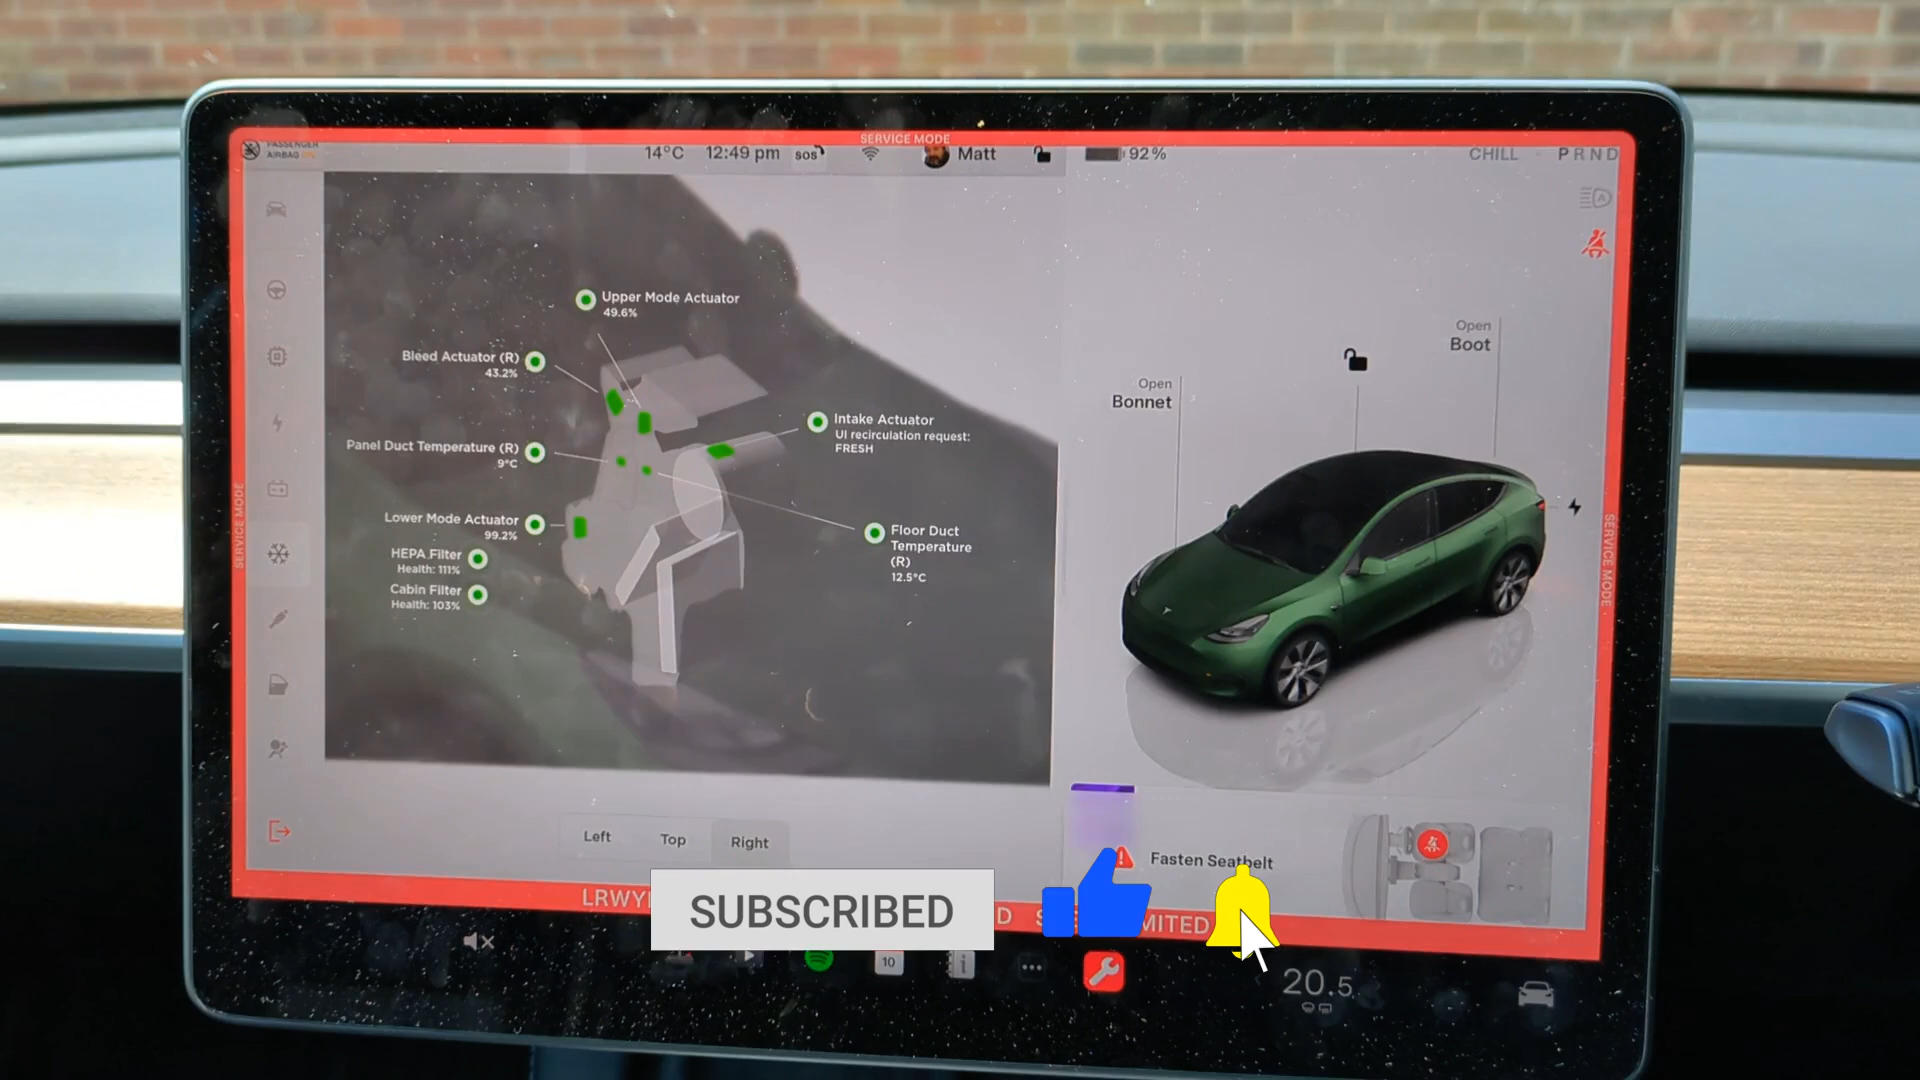 SERVICE MODE
PASSENGER
AIRBAG ON
14°C 12:49 pm SOS Matt 92% CHILL P R N D
Upper Mode Actuator
49.6%
Bleed Actuator (R)
43.2%
Intake Actuator
UI recirculation request:
FRESH
Panel Duct Temperature (R)
9°C
Lower Mode Actuator
99.2%
HEPA Filter
Health: 111%
Cabin Filter
Health: 103%
Floor Duct
Temperature
(R)
12.5°C
Open
Boot
Open
Bonnet
SERVICE MODE
SERVICE MODE
A
Left Top Right
Fasten Seatbelt
LRWY
SUBSCRIBED
D S MITED
10
20.5